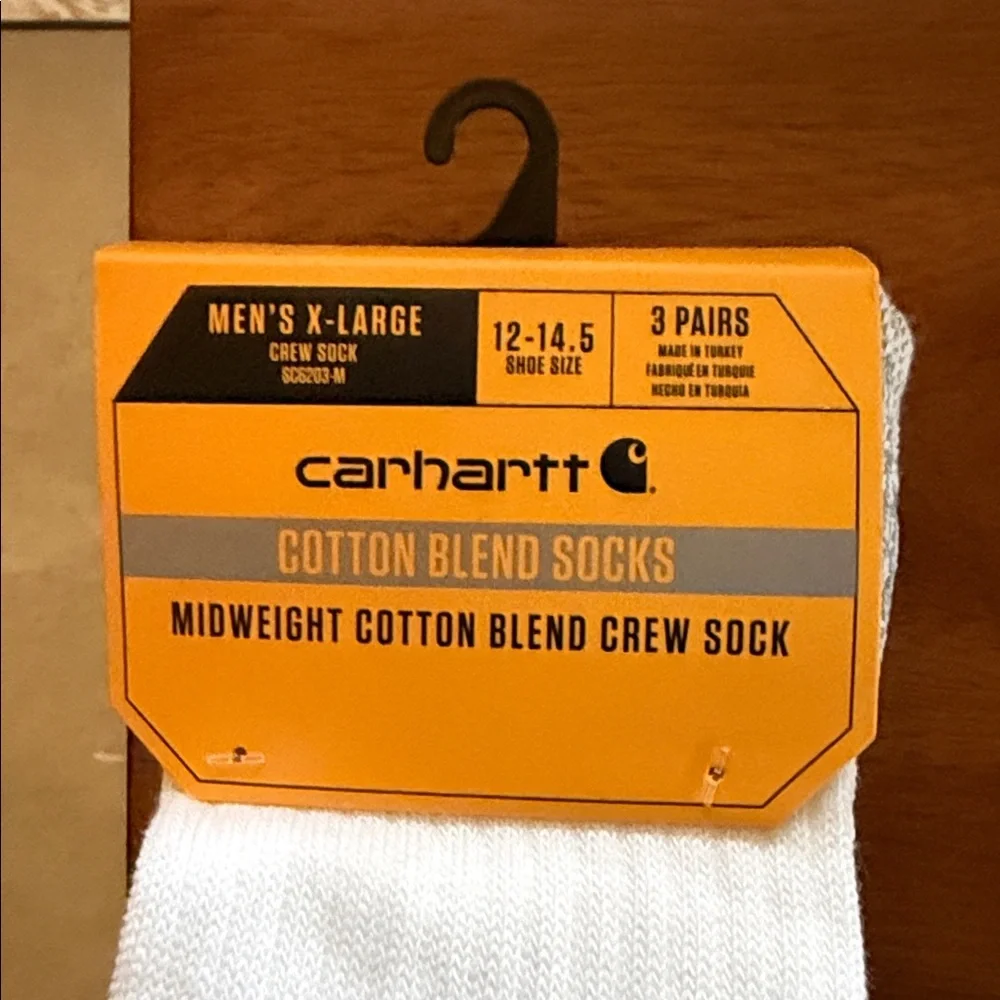 MEN'S X-LARGE
CREW SOCK
SC6203-M
12-14.5
SHOE SIZE
3 PAIRS
MADE IN TURKEY
FABRIQUÉ EN TURQUIE
HECHO EN TURQUIA
carhartt
COTTON BLEND SOCKS
MIDWEIGHT COTTON BLEND CREW SOCK